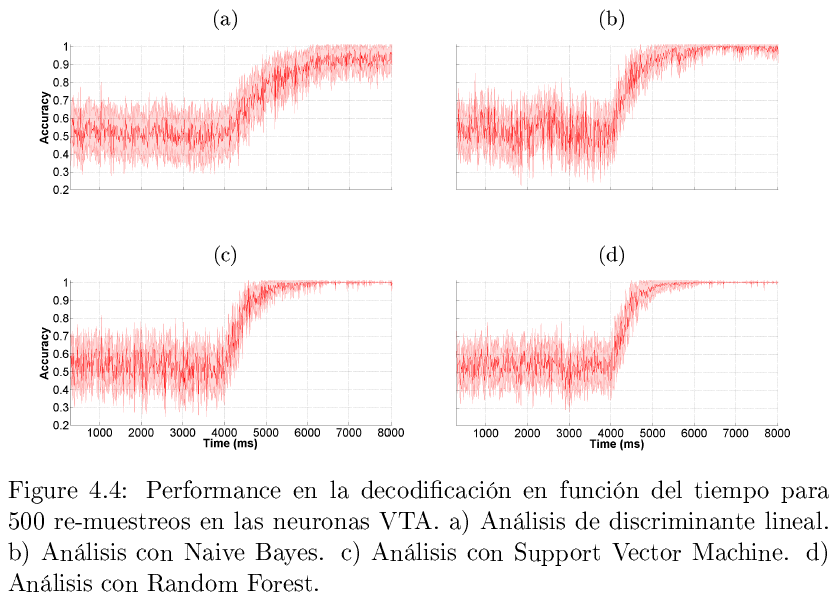 (a)
(b)
1
0.9
0.8
0.7
0.6
0.5
0.4
0.3
0.2
Accuracy
(c)
(d)
1
0.9
0.8
0.7
0.6
0.5
0.4
0.3
0.2
Accuracy
1000 2000 3000 4000 5000 6000 7000 8000
Time (ms)
1000 2000 3000 4000 5000 6000 7000 8000
Time (ms)
Figure 4.4: Performance en la decodificación en función del tiempo para
500 re-muestreos en las neuronas VTA. a) Análisis de discriminante lineal.
b) Análisis con Naive Bayes. c) Análisis con Support Vector Machine. d)
Análisis con Random Forest.